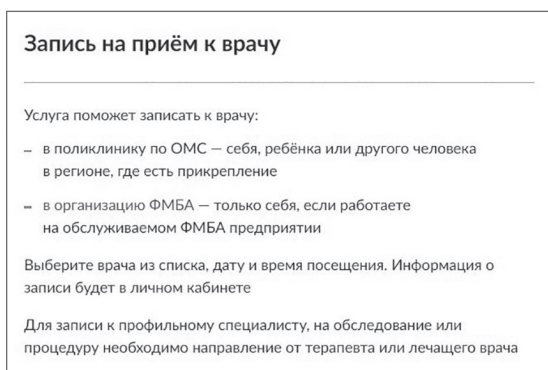 Запись на приём к врачу
Услуга поможет записать к врачу:
– в поликлинику по ОМС — себя, ребёнка или другого человека
в регионе, где есть прикрепление
– в организацию ФМБА — только себя, если работаете
на обслуживаемом ФМБА предприятии
Выберите врача из списка, дату и время посещения. Информация о
записи будет в личном кабинете
Для записи к профильному специалисту, на обследование или
процедуру необходимо направление от терапевта или лечащего врача